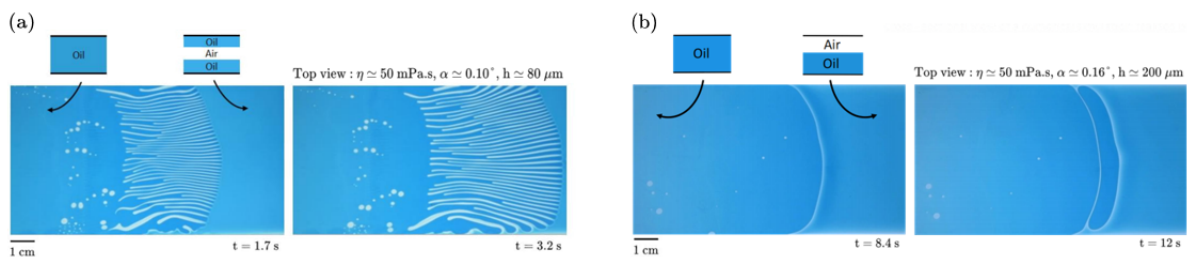 (a)
Oil
Oil
Air
Oil
Top view : η ≃ 50 mPa.s, α ≃ 0.10°, h ≃ 80 μm
1 cm
t = 1.7 s
t = 3.2 s
(b)
Oil
Air
Oil
Top view : η ≃ 50 mPa.s, α ≃ 0.16°, h ≃ 200 μm
1 cm
t = 8.4 s
t = 12 s